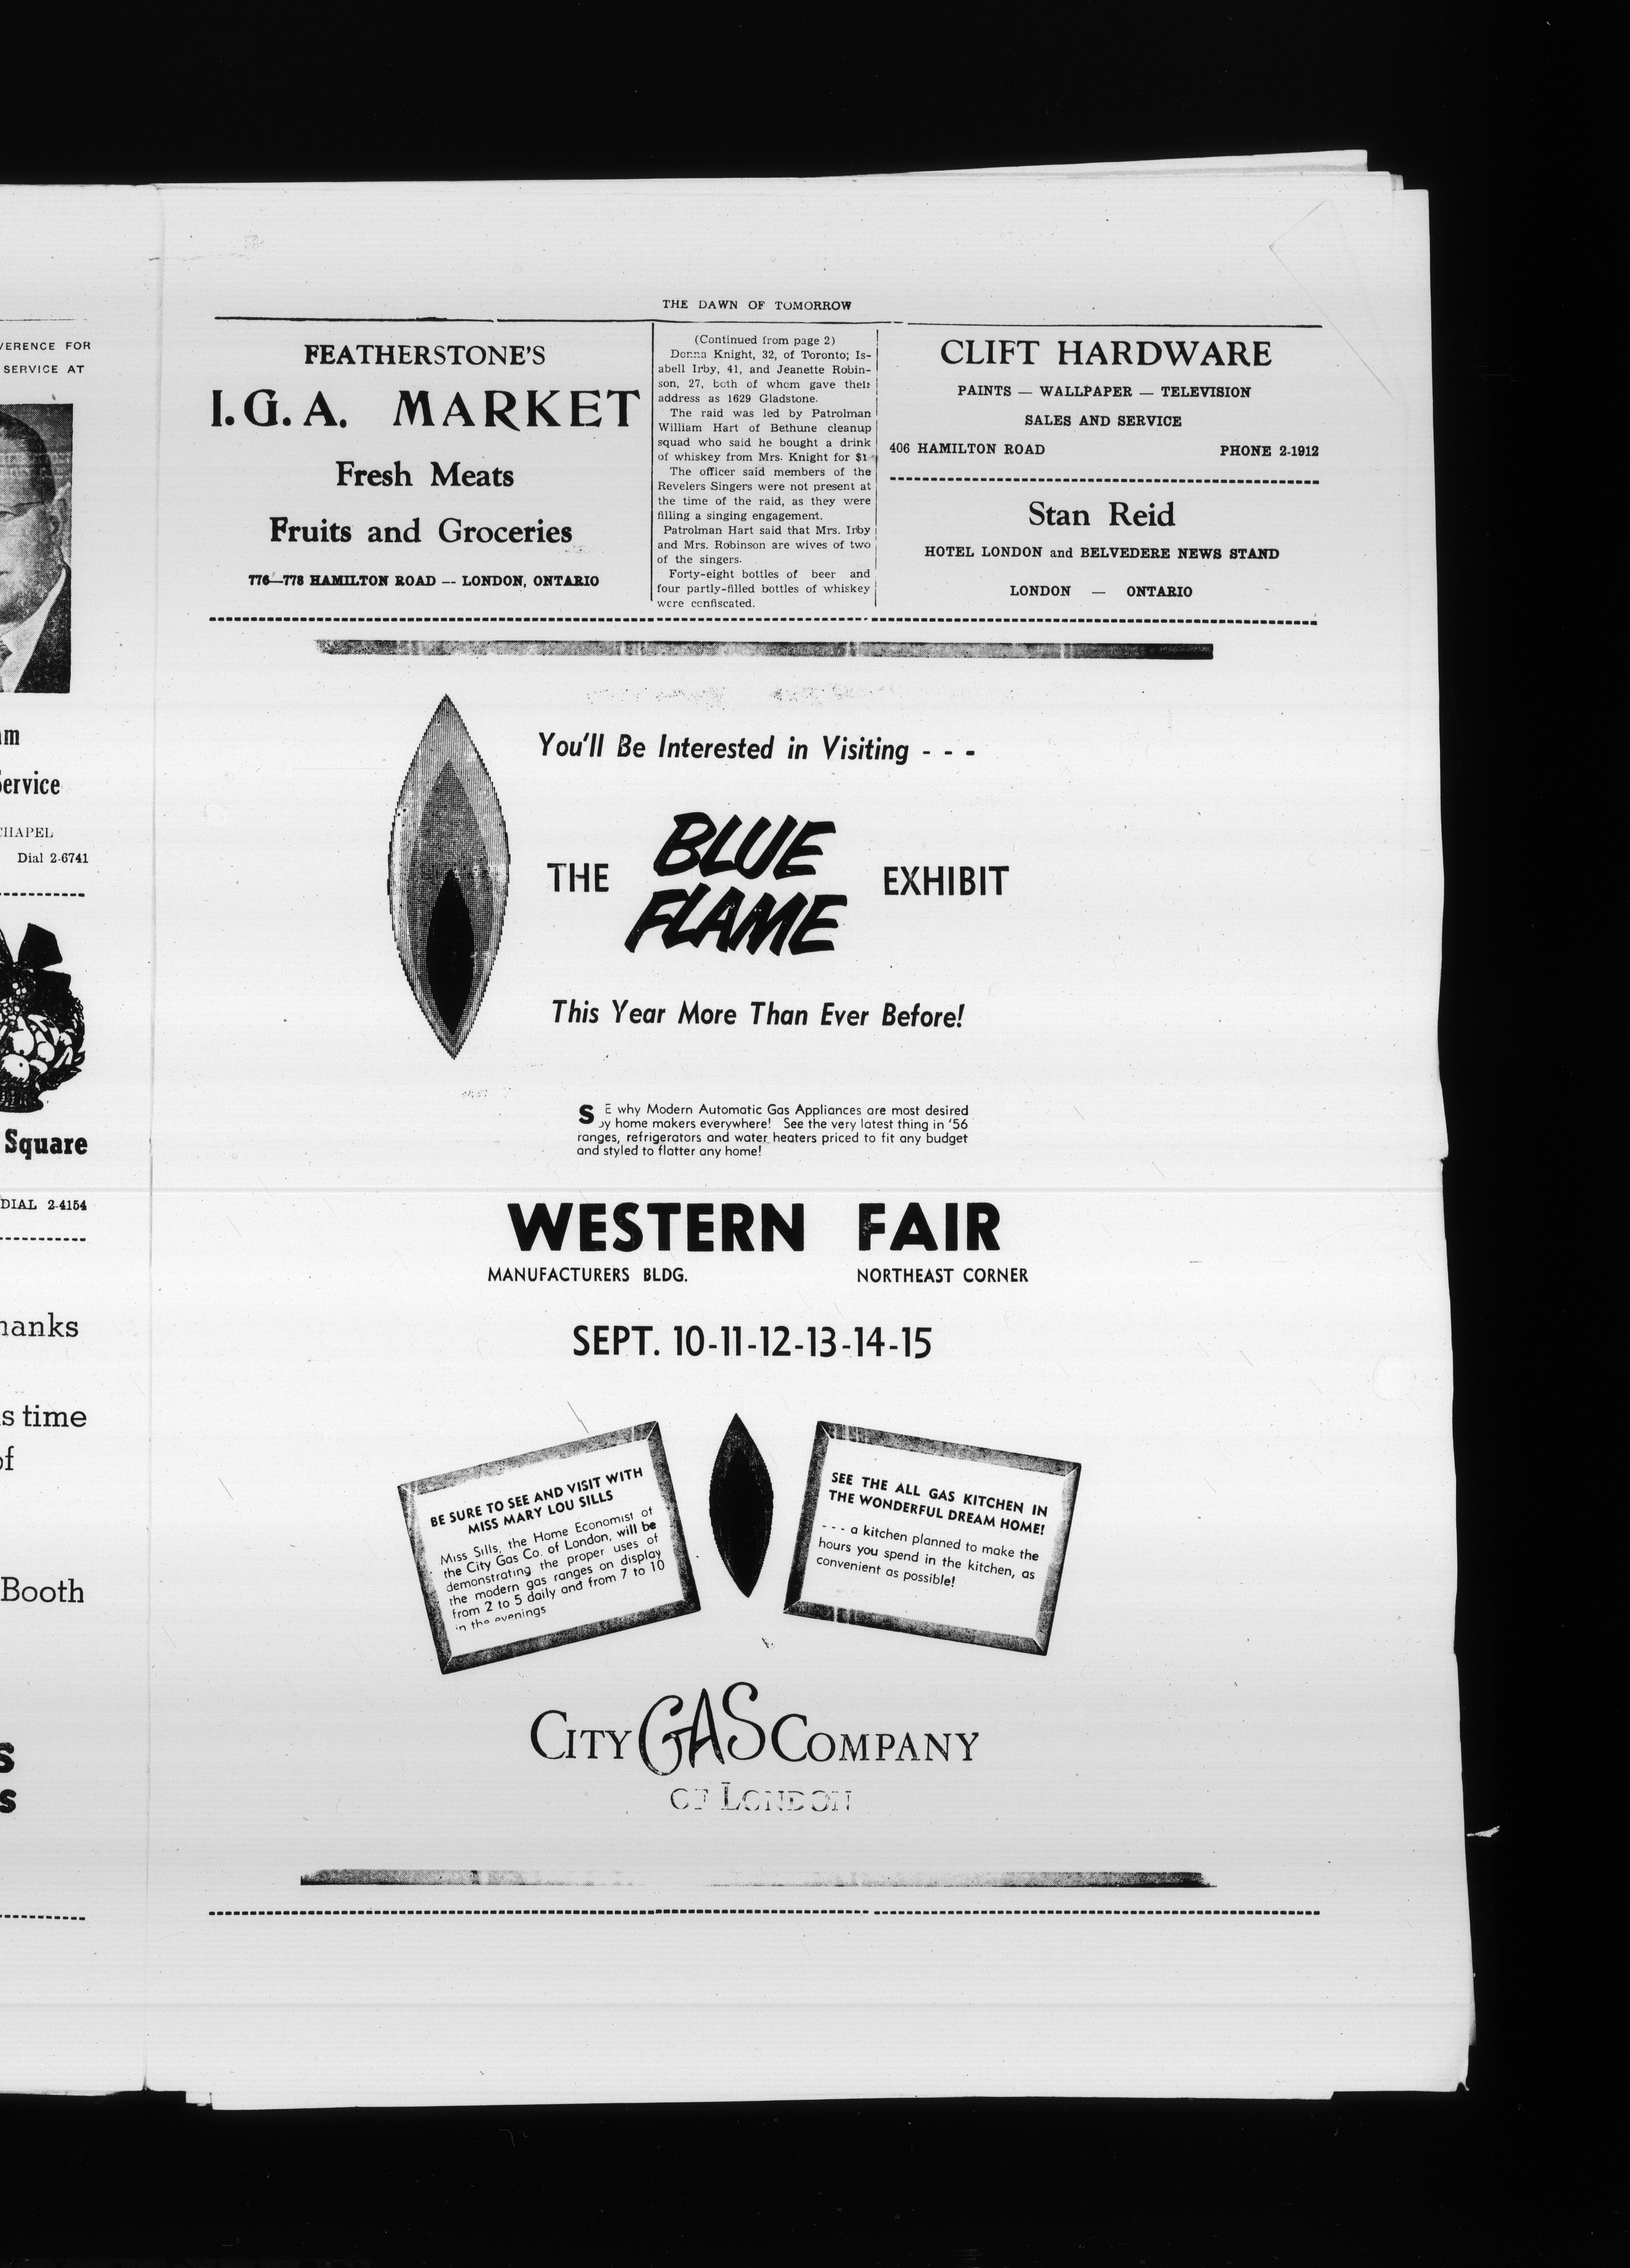 VERENCE FOR
SERVICE AT
ervice
CHAPEL
Dial 2-6741
Square
DIAL 2-4154
hanks
s time
of
Booth
THE DAWN OF TOMORROW
FEATHERSTONE'S
I.G.A. MARKET
Fresh Meats
Fruits and Groceries
776—778 HAMILTON ROAD -- LONDON, ONTARIO
(Continued from page 2)
Donna Knight, 32, of Toronto; Is-
abell Irby, 41, and Jeanette Robin-
son, 27, both of whom gave their
address as 1629 Gladstone.
The raid was led by Patrolman
William Hart of Bethune cleanup
squad who said he bought a drink
of whiskey from Mrs. Knight for $1
The officer said members of the
Revelers Singers were not present at
the time of the raid, as they were
filling a singing engagement.
Patrolman Hart said that Mrs. Irby
and Mrs. Robinson are wives of two
of the singers.
Forty-eight bottles of beer and
four partly-filled bottles of whiskey
were confiscated.
CLIFT HARDWARE
PAINTS — WALLPAPER — TELEVISION
SALES AND SERVICE
406 HAMILTON ROAD PHONE 2-1912
Stan Reid
HOTEL LONDON and BELVEDERE NEWS STAND
LONDON — ONTARIO
You'll Be Interested in Visiting - - -
THE BLUE FLAME EXHIBIT
This Year More Than Ever Before!
S E why Modern Automatic Gas Appliances are most desired
by home makers everywhere! See the very latest thing in '56
ranges, refrigerators and water heaters priced to fit any budget
and styled to flatter any home!
WESTERN FAIR
MANUFACTURERS BLDG. NORTHEAST CORNER
SEPT. 10-11-12-13-14-15
BE SURE TO SEE AND VISIT WITH
MISS MARY LOU SILLS
Miss Sills, the Home Economist of
the City Gas Co. of London, will be
demonstrating the proper uses of
the modern gas ranges on display
from 2 to 5 daily and from 7 to 10
in the evenings
SEE THE ALL GAS KITCHEN IN
THE WONDERFUL DREAM HOME!
- - - a kitchen planned to make the
hours you spend in the kitchen, as
convenient as possible!
CITY GAS COMPANY
OF LONDON